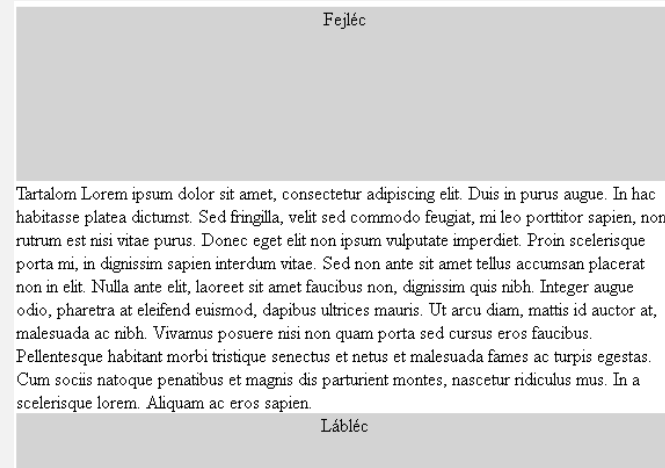 Fejléc
Tartalom Lorem ipsum dolor sit amet, consectetur adipiscing elit. Duis in purus augue. In hac
habitasse platea dictumst. Sed fringilla, velit sed commodo feugiat, mi leo porttitor sapien, non
rutrum est nisi vitae purus. Donec eget elit non ipsum vulputate imperdiet. Proin scelerisque
porta mi, in dignissim sapien interdum vitae. Sed non ante sit amet tellus accumsan placerat
non in elit. Nulla ante elit, laoreet sit amet faucibus non, dignissim quis nibh. Integer augue
odio, pharetra at eleifend euismod, dapibus ultrices mauris. Ut arcu diam, mattis id auctor at,
malesuada ac nibh. Vivamus posuere nisi non quam porta sed cursus eros faucibus.
Pellentesque habitant morbi tristique senectus et netus et malesuada fames ac turpis egestas.
Cum sociis natoque penatibus et magnis dis parturient montes, nascetur ridiculus mus. In a
scelerisque lorem. Aliquam ac eros sapien.
Lábléc